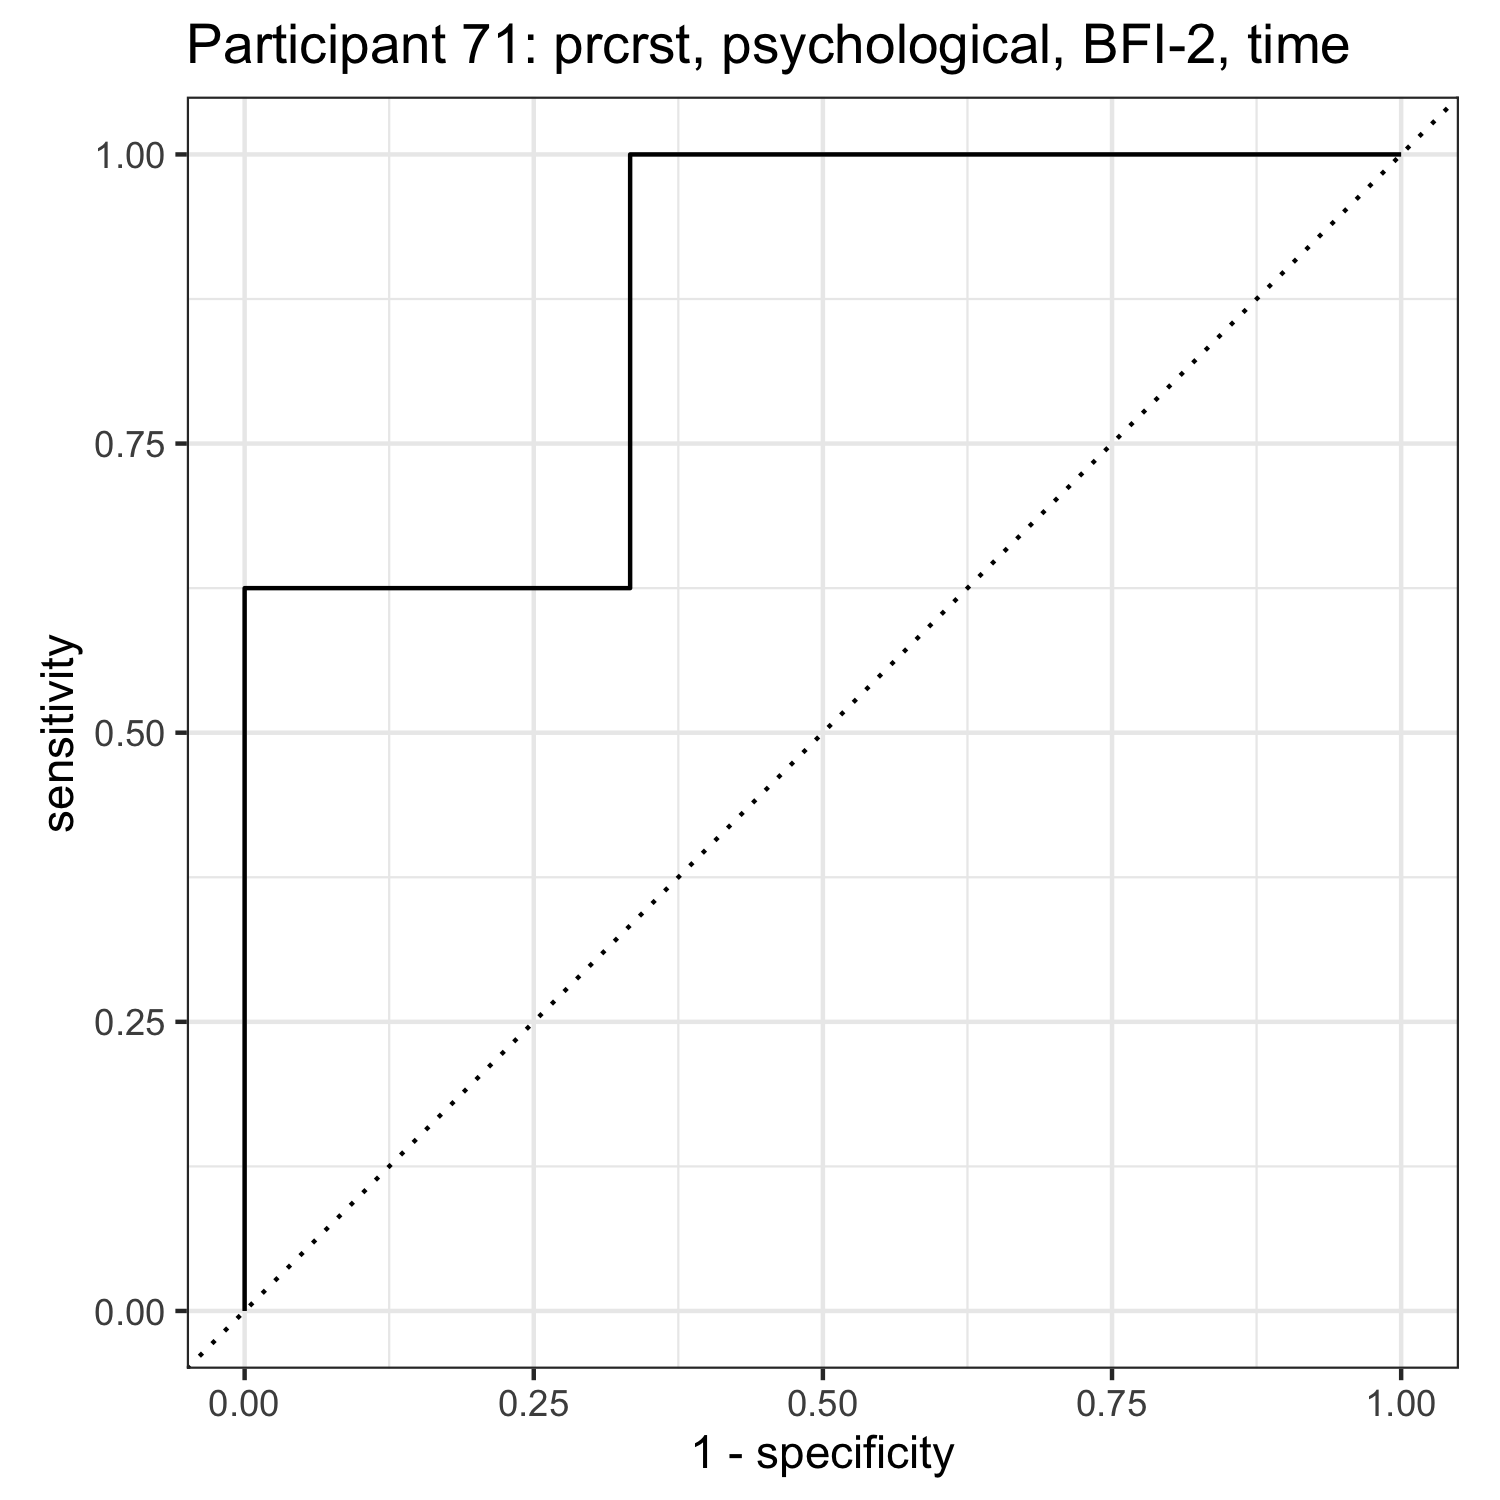 Participant 71: prcrst, psychological, BFI-2, time
1.00
0.75
0.50
0.25
0.00
sensitivity
0.00 0.25 0.50 0.75 1.00
1 - specificity